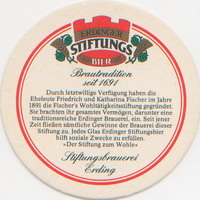 ERDINGER
STIFTUNGS
BIER
Brautradition
seit 1691
Durch letztwillige Verfügung haben die
Eheleute Friedrich und Katharina Fischer im Jahre
1891 die Fischer's Wohltätigkeitsstiftung gegründet.
Sie brachten ihr gesamtes Vermögen, darunter eine
traditionsreiche Erdinger Brauerei, ein. Seit jener
Zeit fließen sämtliche Gewinne der Brauerei dieser
Stiftung zu. Jedes Glas Erdinger Stiftungsbier
hilft soziale Zwecke zu erfüllen.
»Der Stiftung zum Wohle«
Stiftungsbrauerei
Erding